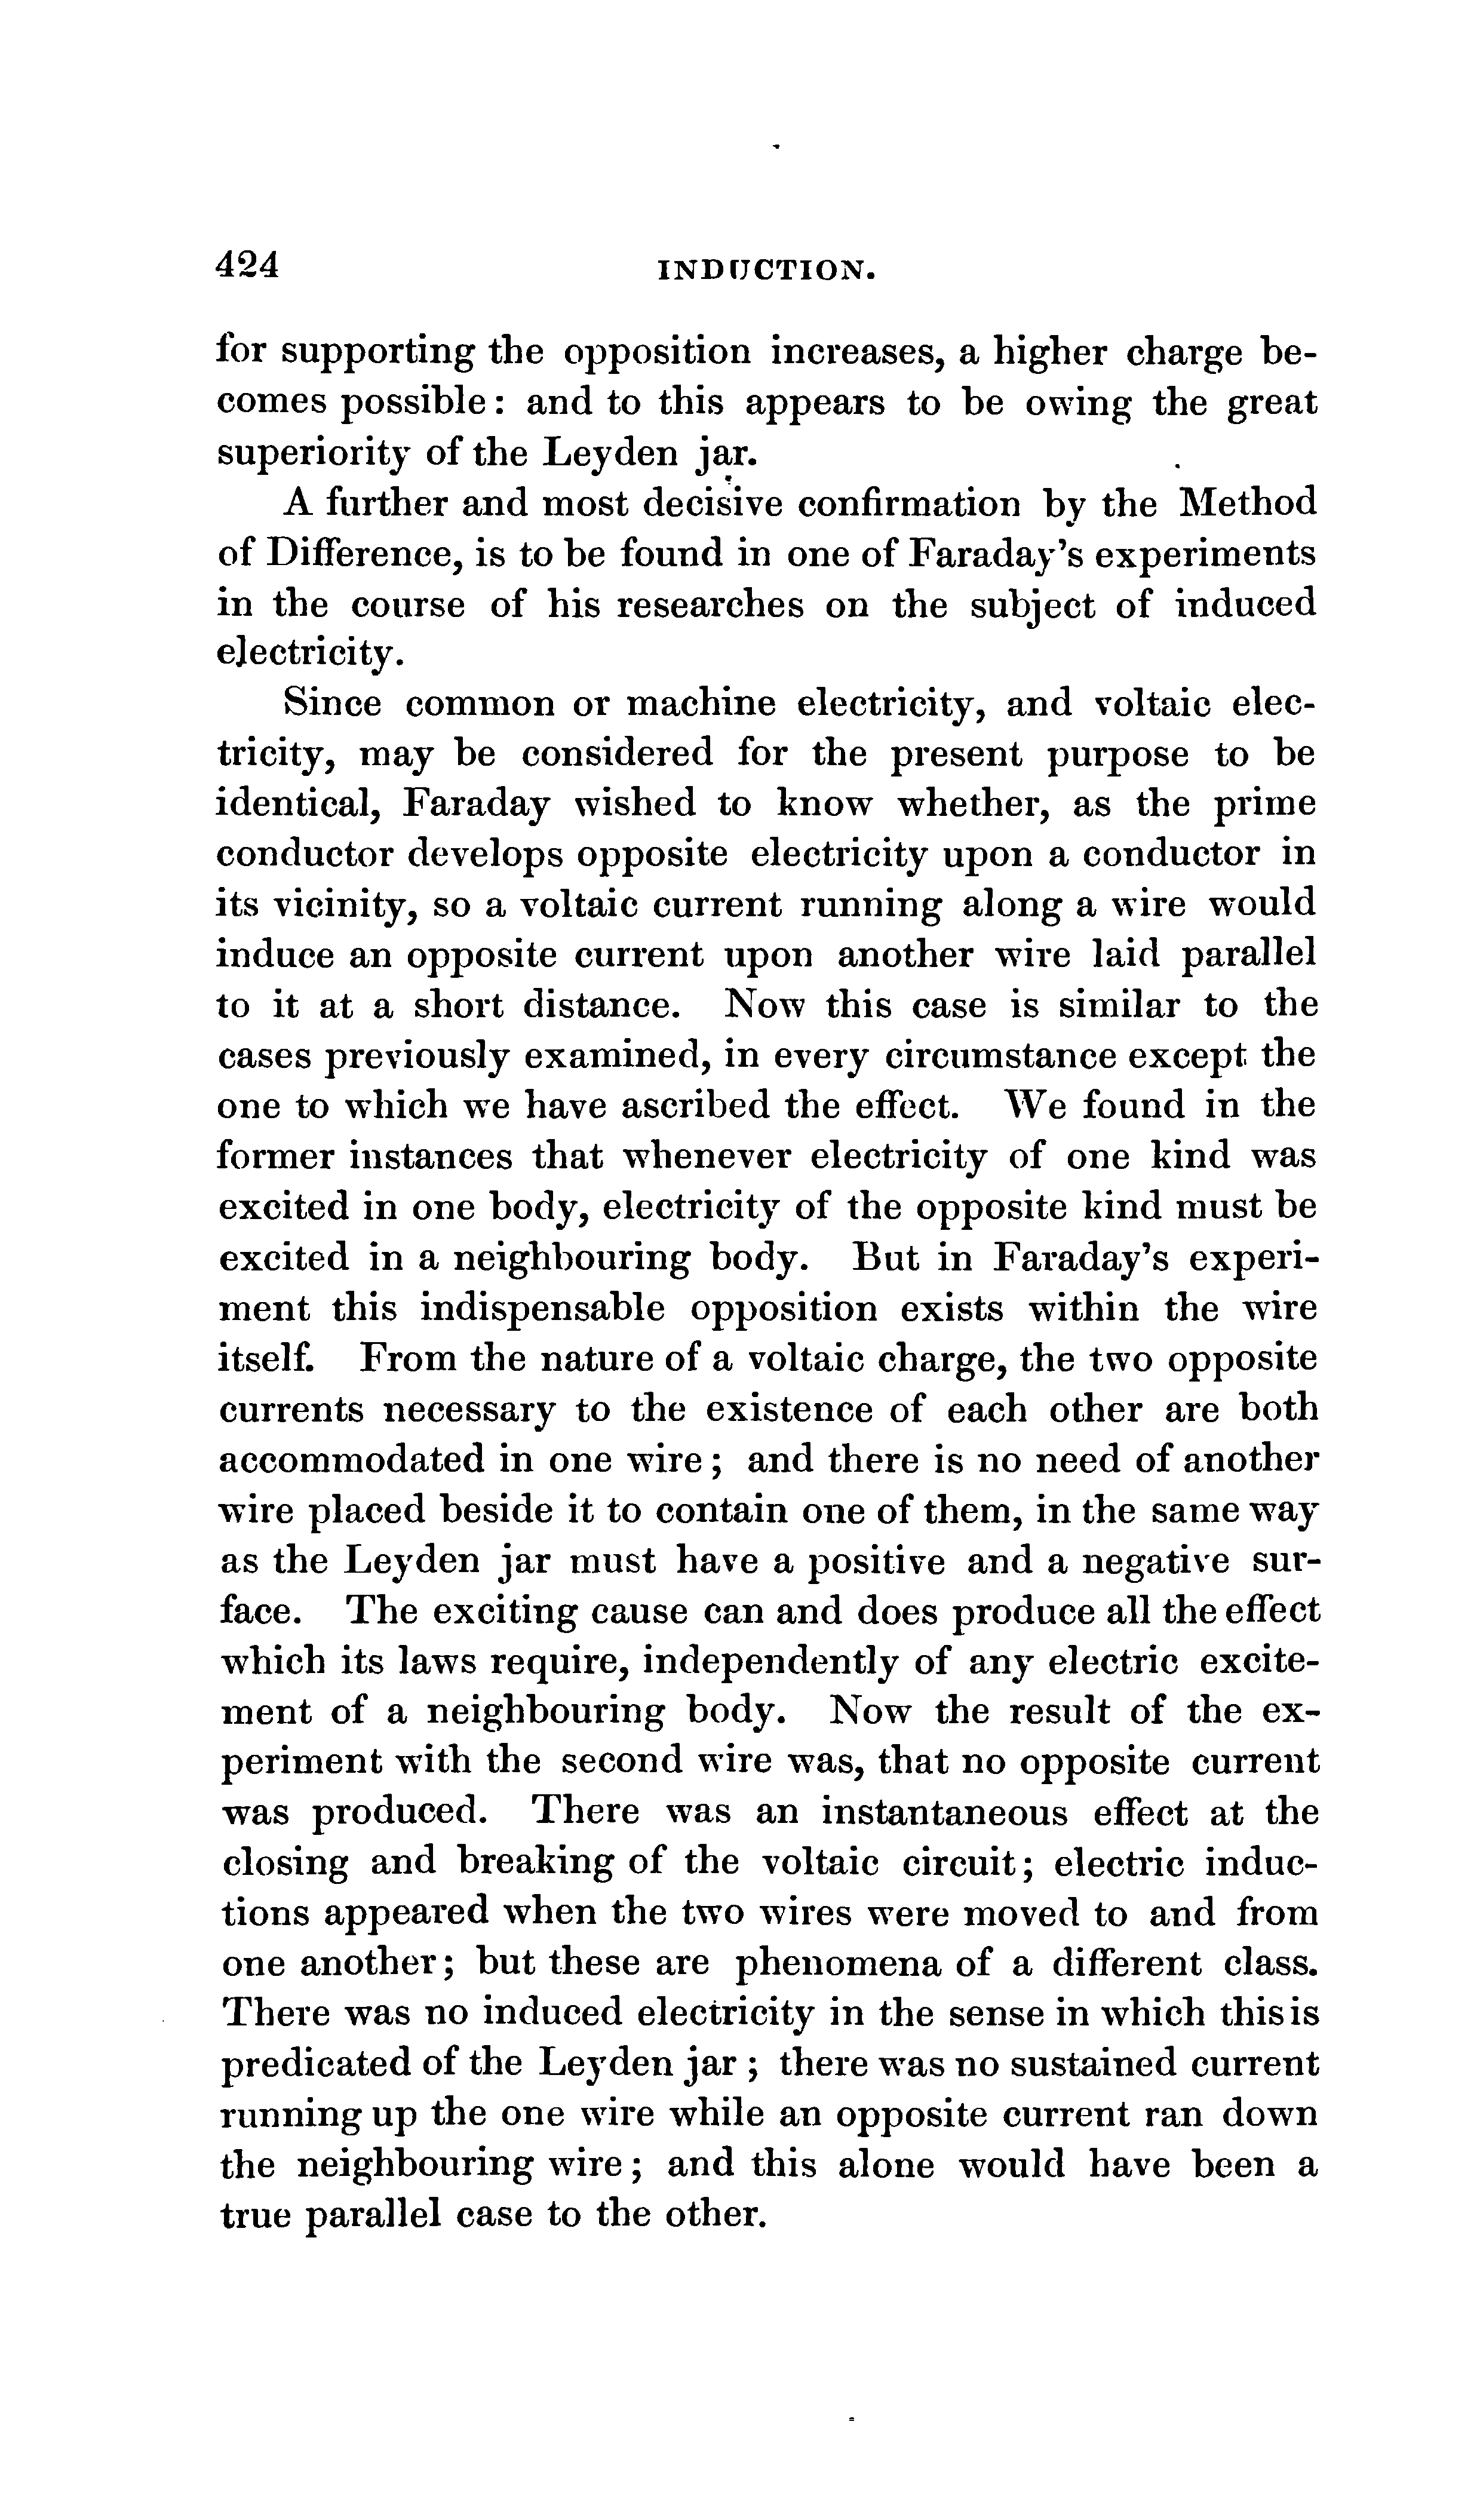 424 INDUCTION.
for supporting the opposition increases, a higher charge be-
comes possible: and to this appears to be owing the great
superiority of the Leyden jar.
A further and most decisive confirmation by the Method
of Difference, is to be found in one of Faraday's experiments
in the course of his researches on the subject of induced
electricity.
Since common or machine electricity, and voltaic elec-
tricity, may be considered for the present purpose to be
identical, Faraday wished to know whether, as the prime
conductor develops opposite electricity upon a conductor in
its vicinity, so a voltaic current running along a wire would
induce an opposite current upon another wire laid parallel
to it at a short distance. Now this case is similar to the
cases previously examined, in every circumstance except the
one to which we have ascribed the effect. We found in the
former instances that whenever electricity of one kind was
excited in one body, electricity of the opposite kind must be
excited in a neighbouring body. But in Faraday's experi-
ment this indispensable opposition exists within the wire
itself. From the nature of a voltaic charge, the two opposite
currents necessary to the existence of each other are both
accommodated in one wire; and there is no need of another
wire placed beside it to contain one of them, in the same way
as the Leyden jar must have a positive and a negative sur-
face. The exciting cause can and does produce all the effect
which its laws require, independently of any electric excite-
ment of a neighbouring body. Now the result of the ex-
periment with the second wire was, that no opposite current
was produced. There was an instantaneous effect at the
closing and breaking of the voltaic circuit; electric induc-
tions appeared when the two wires were moved to and from
one another; but these are phenomena of a different class.
There was no induced electricity in the sense in which this is
predicated of the Leyden jar; there was no sustained current
running up the one wire while an opposite current ran down
the neighbouring wire; and this alone would have been a
true parallel case to the other.